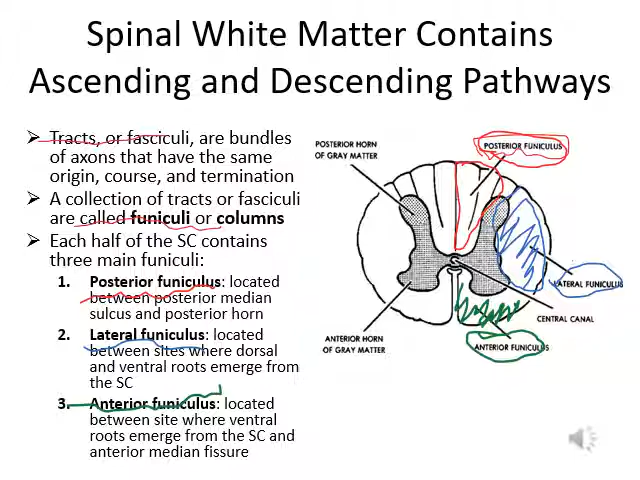 Spinal White Matter Contains
Ascending and Descending Pathways
➢ Tracts, or fasciculi, are bundles
of axons that have the same
origin, course, and termination
➢ A collection of tracts or fasciculi
are called funiculi or columns
➢ Each half of the SC contains
three main funiculi:
1. Posterior funiculus: located
between posterior median
sulcus and posterior horn
2. Lateral funiculus: located
between sites where dorsal
and ventral roots emerge from
the SC
3. Anterior funiculus: located
between site where ventral
roots emerge from the SC and
anterior median fissure
POSTERIOR HORN
OF GRAY MATTER
POSTERIOR FUNICULUS
LATERAL FUNICULUS
CENTRAL CANAL
ANTERIOR HORN
OF GRAY MATTER
ANTERIOR FUNICULUS